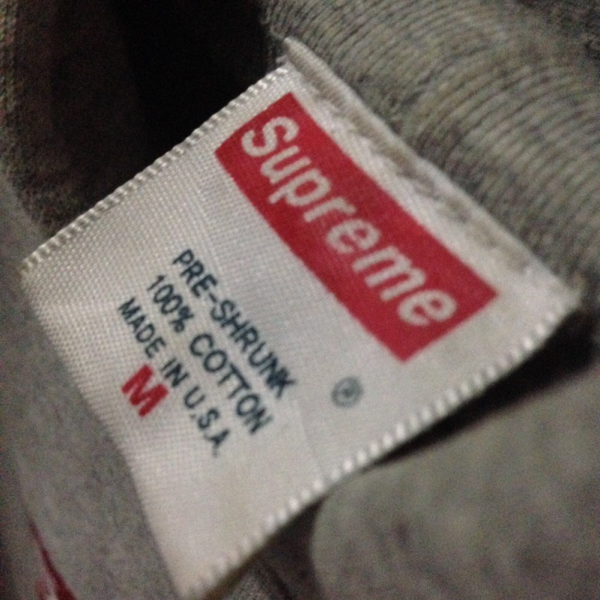 Supreme
®
PRE-SHRUNK
100% COTTON
MADE IN U.S.A.
M